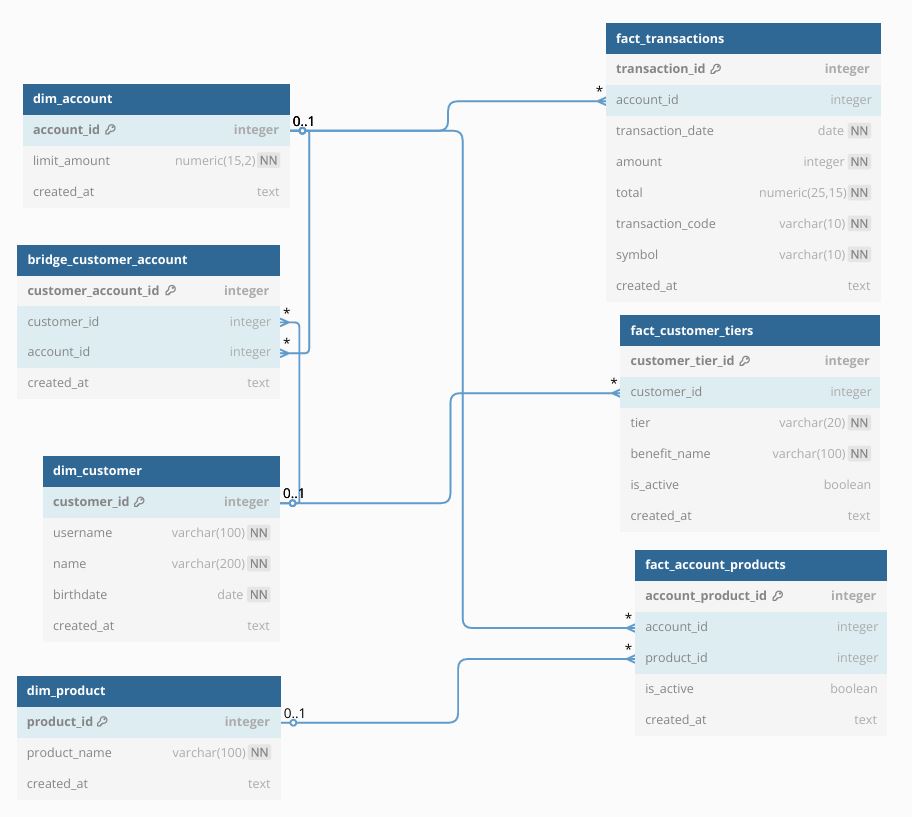 dim_account
account_id integer
limit_amount numeric(15,2) NN
created_at text
0..1
bridge_customer_account
customer_account_id integer
customer_id integer
*
account_id integer
*
created_at text
dim_customer
customer_id integer
0..1
username varchar(100) NN
name varchar(200) NN
birthdate date NN
created_at text
dim_product
product_id integer
0..1
product_name varchar(100) NN
created_at text
fact_transactions
transaction_id integer
*
account_id integer
transaction_date date NN
amount integer NN
total numeric(25,15) NN
transaction_code varchar(10) NN
symbol varchar(10) NN
created_at text
fact_customer_tiers
customer_tier_id integer
*
customer_id integer
tier varchar(20) NN
benefit_name varchar(100) NN
is_active boolean
created_at text
fact_account_products
account_product_id integer
*
account_id integer
*
product_id integer
is_active boolean
created_at text